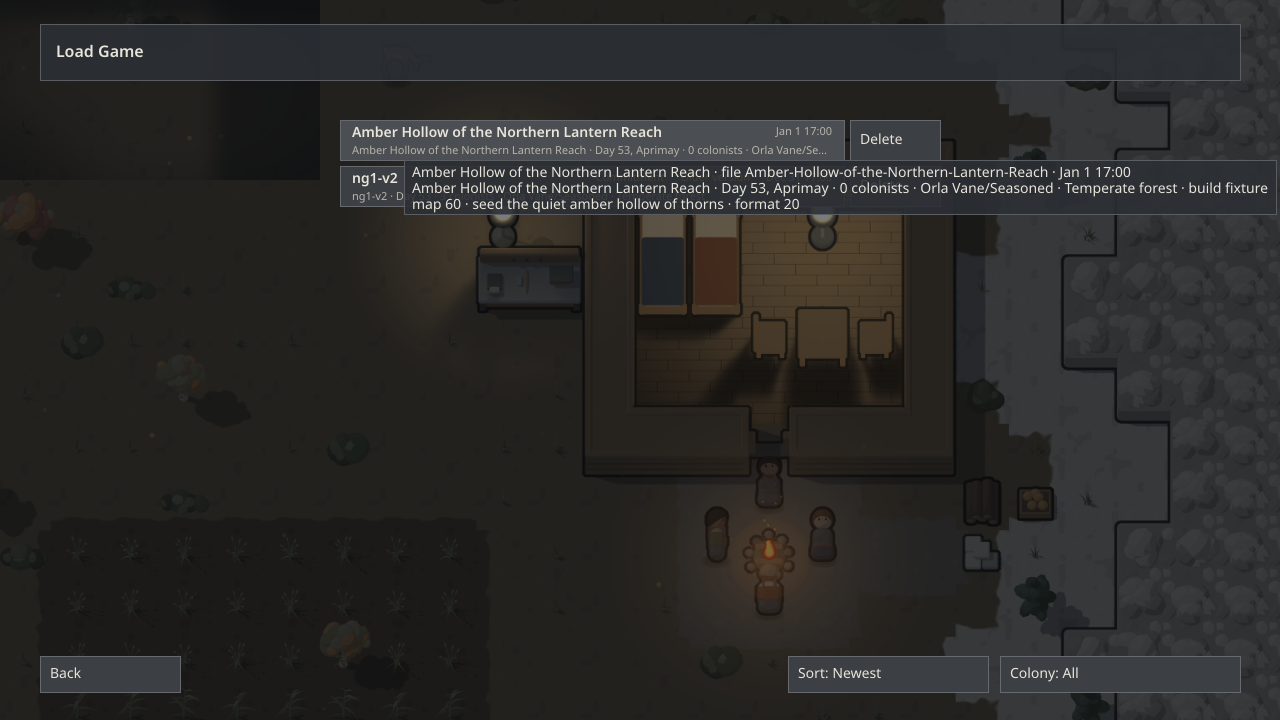 Load Game
Amber Hollow of the Northern Lantern Reach
Jan 1 17:00
Amber Hollow of the Northern Lantern Reach · Day 53, Aprimay · 0 colonists · Orla Vane/Se...
Delete
Amber Hollow of the Northern Lantern Reach · file Amber-Hollow-of-the-Northern-Lantern-Reach · Jan 1 17:00
Amber Hollow of the Northern Lantern Reach · Day 53, Aprimay · 0 colonists · Orla Vane/Seasoned · Temperate forest · build fixture
map 60 · seed the quiet amber hollow of thorns · format 20
ng1-v2
ng1-v2 · D
Back
Sort: Newest
Colony: All